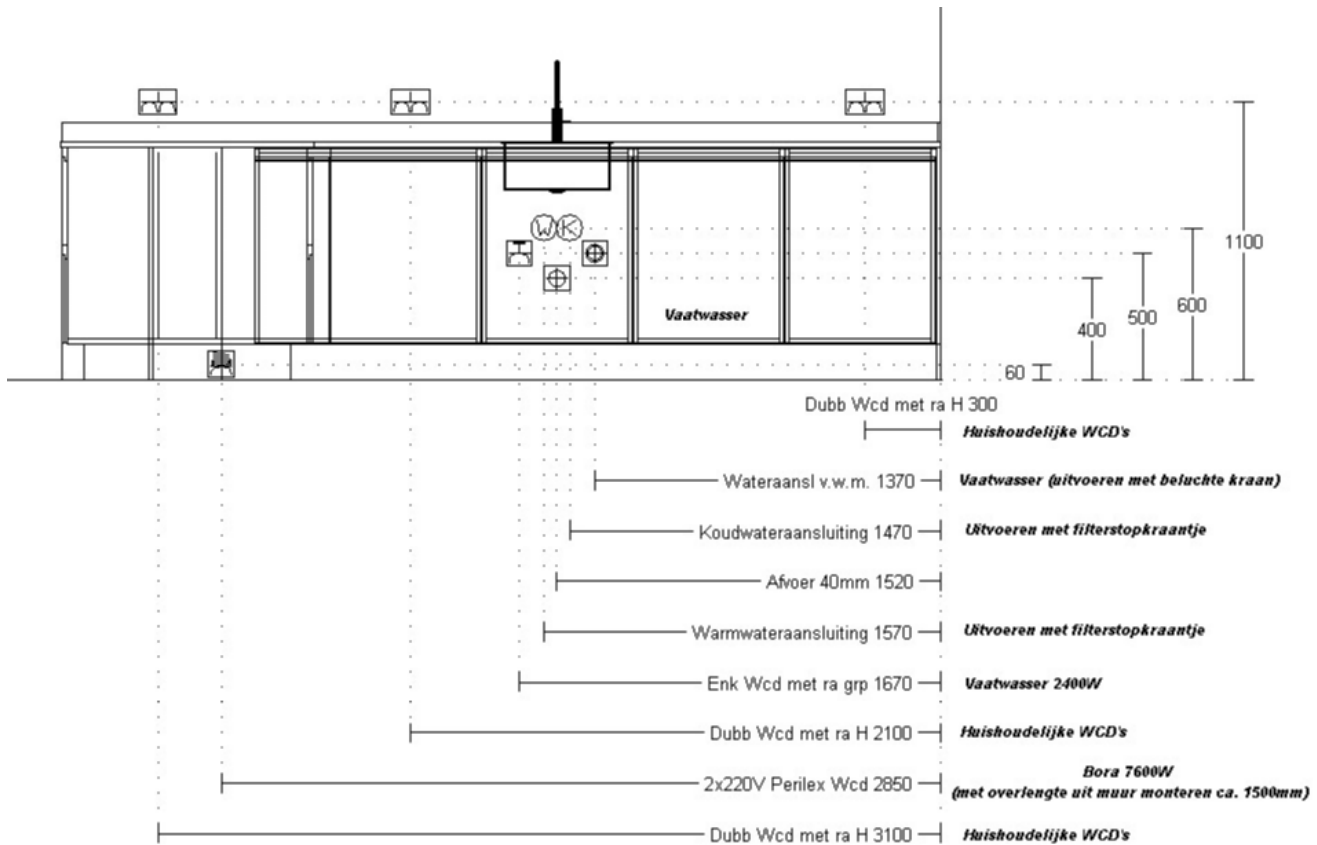 W K
1100
600
500
400
60
Vaatwasser
Dubb Wcd met ra H 300
Huishoudelijke WCD's
Wateraansl v.w.m. 1370 Vaatwasser (uitvoeren met beluchte kraan)
Koudwateraansluiting 1470 Uitvoeren met filterstopkraantje
Afvoer 40mm 1520
Warmwateraansluiting 1570 Uitvoeren met filterstopkraantje
Enk Wcd met ra grp 1670 Vaatwasser 2400W
Dubb Wcd met ra H 2100 Huishoudelijke WCD's
2x220V Perilex Wcd 2850 Bora 7600W
(met overlengte uit muur monteren ca. 1500mm)
Dubb Wcd met ra H 3100 Huishoudelijke WCD's